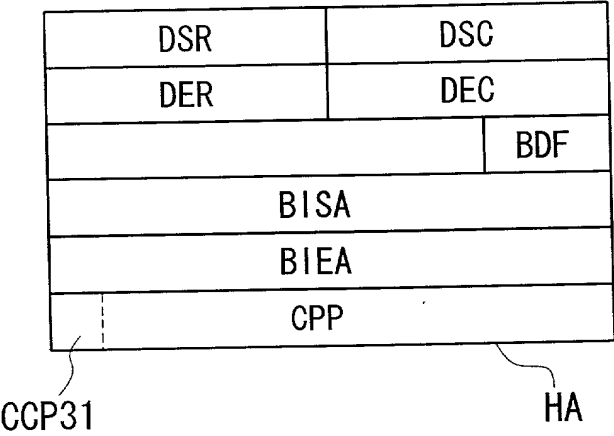 DSR DSC
DER DEC
BDF
BISA
BIEA
CPP
CCP31 HA